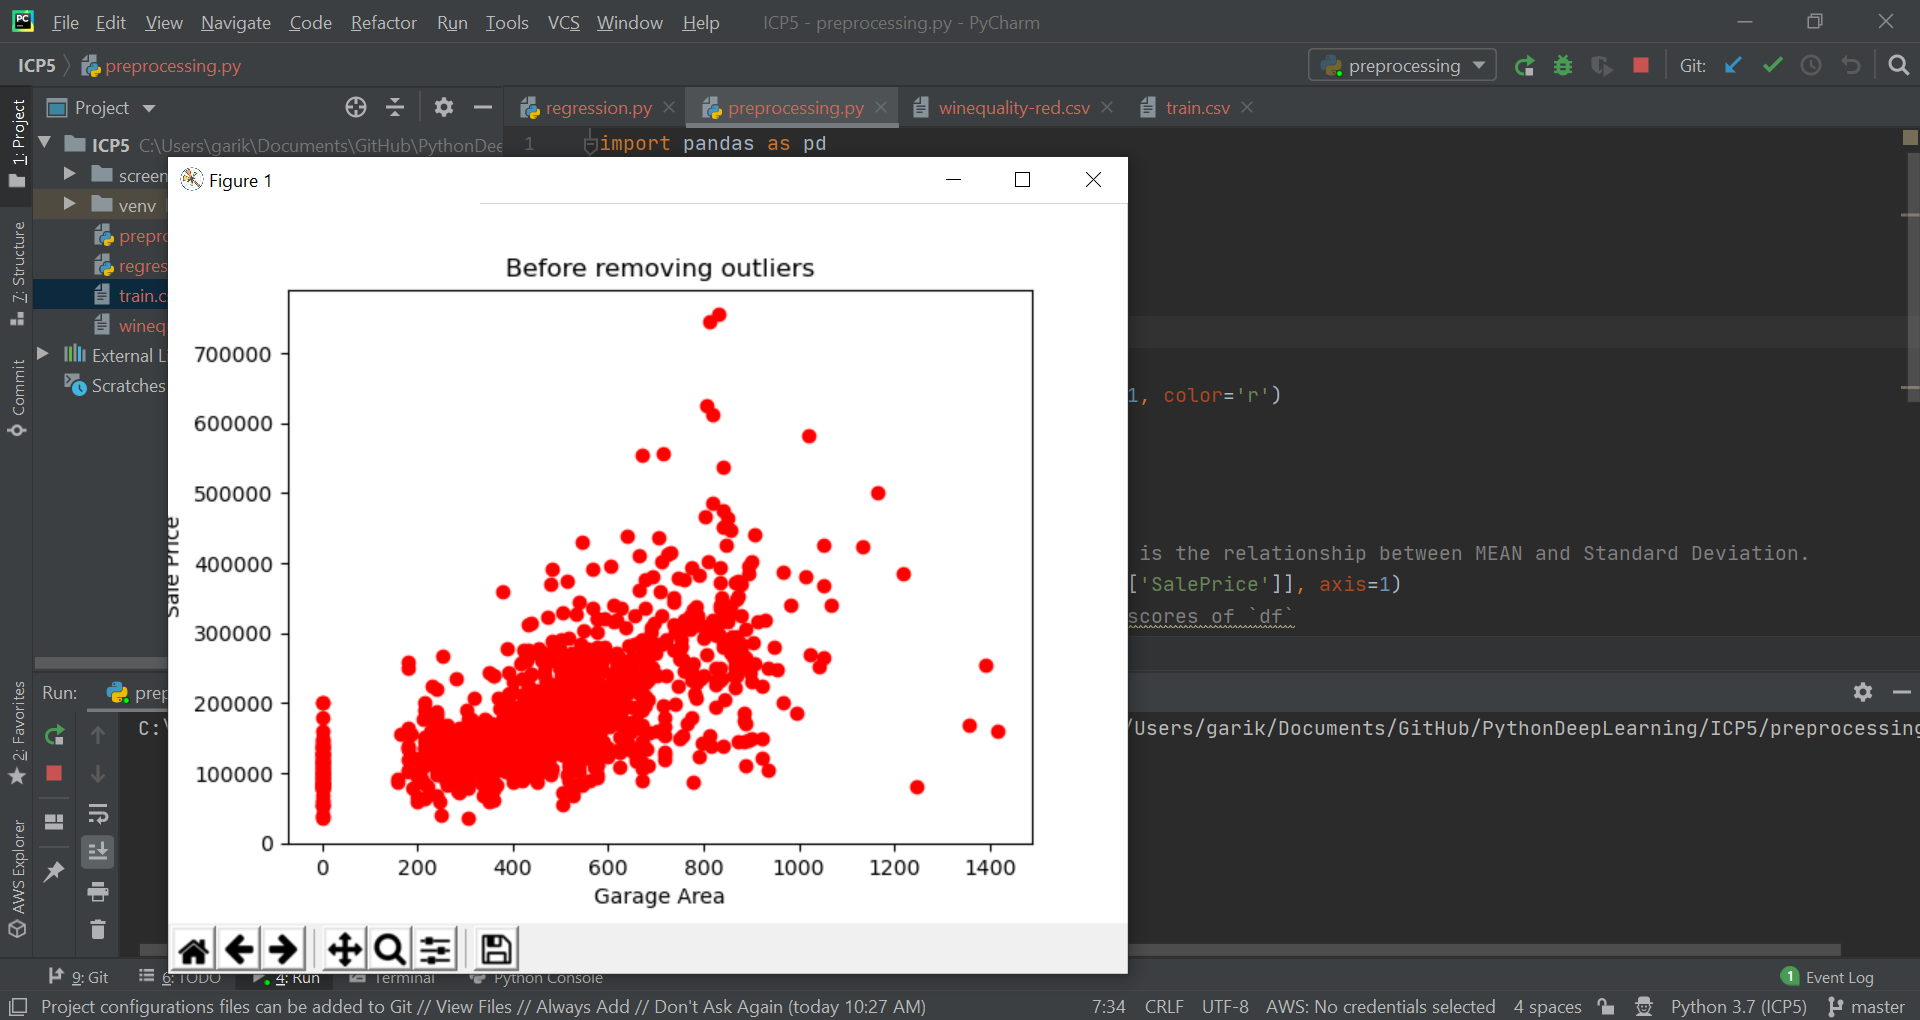 File Edit View Navigate Code Refactor Run Tools VCS Window Help ICP5 - preprocessing.py - PyCharm
ICP5 preprocessing.py preprocessing Git:
1: Project
Project
regression.py preprocessing.py winequality-red.csv train.csv
ICP5 C:\Users\garik\Documents\GitHub\PythonDee
1 import pandas as pd
screen
venv
prepro
regres
train.c
wineq
External L
Scratches
7: Structure
Commit
2: Favorites
AWS Explorer
Figure 1
Before removing outliers
700000
600000
500000
400000
300000
200000
100000
0
Sale Price
0 200 400 600 800 1000 1200 1400
Garage Area
1, color='r')
is the relationship between MEAN and Standard Deviation.
['SalePrice']], axis=1)
scores of `df`
Run: prep
C:\
/Users/garik/Documents/GitHub/PythonDeepLearning/ICP5/preprocessing
9: Git 6: TODO 4: Run Terminal Python Console 1 Event Log
Project configurations files can be added to Git // View Files // Always Add // Don't Ask Again (today 10:27 AM) 7:34 CRLF UTF-8 AWS: No credentials selected 4 spaces Python 3.7 (ICP5) master